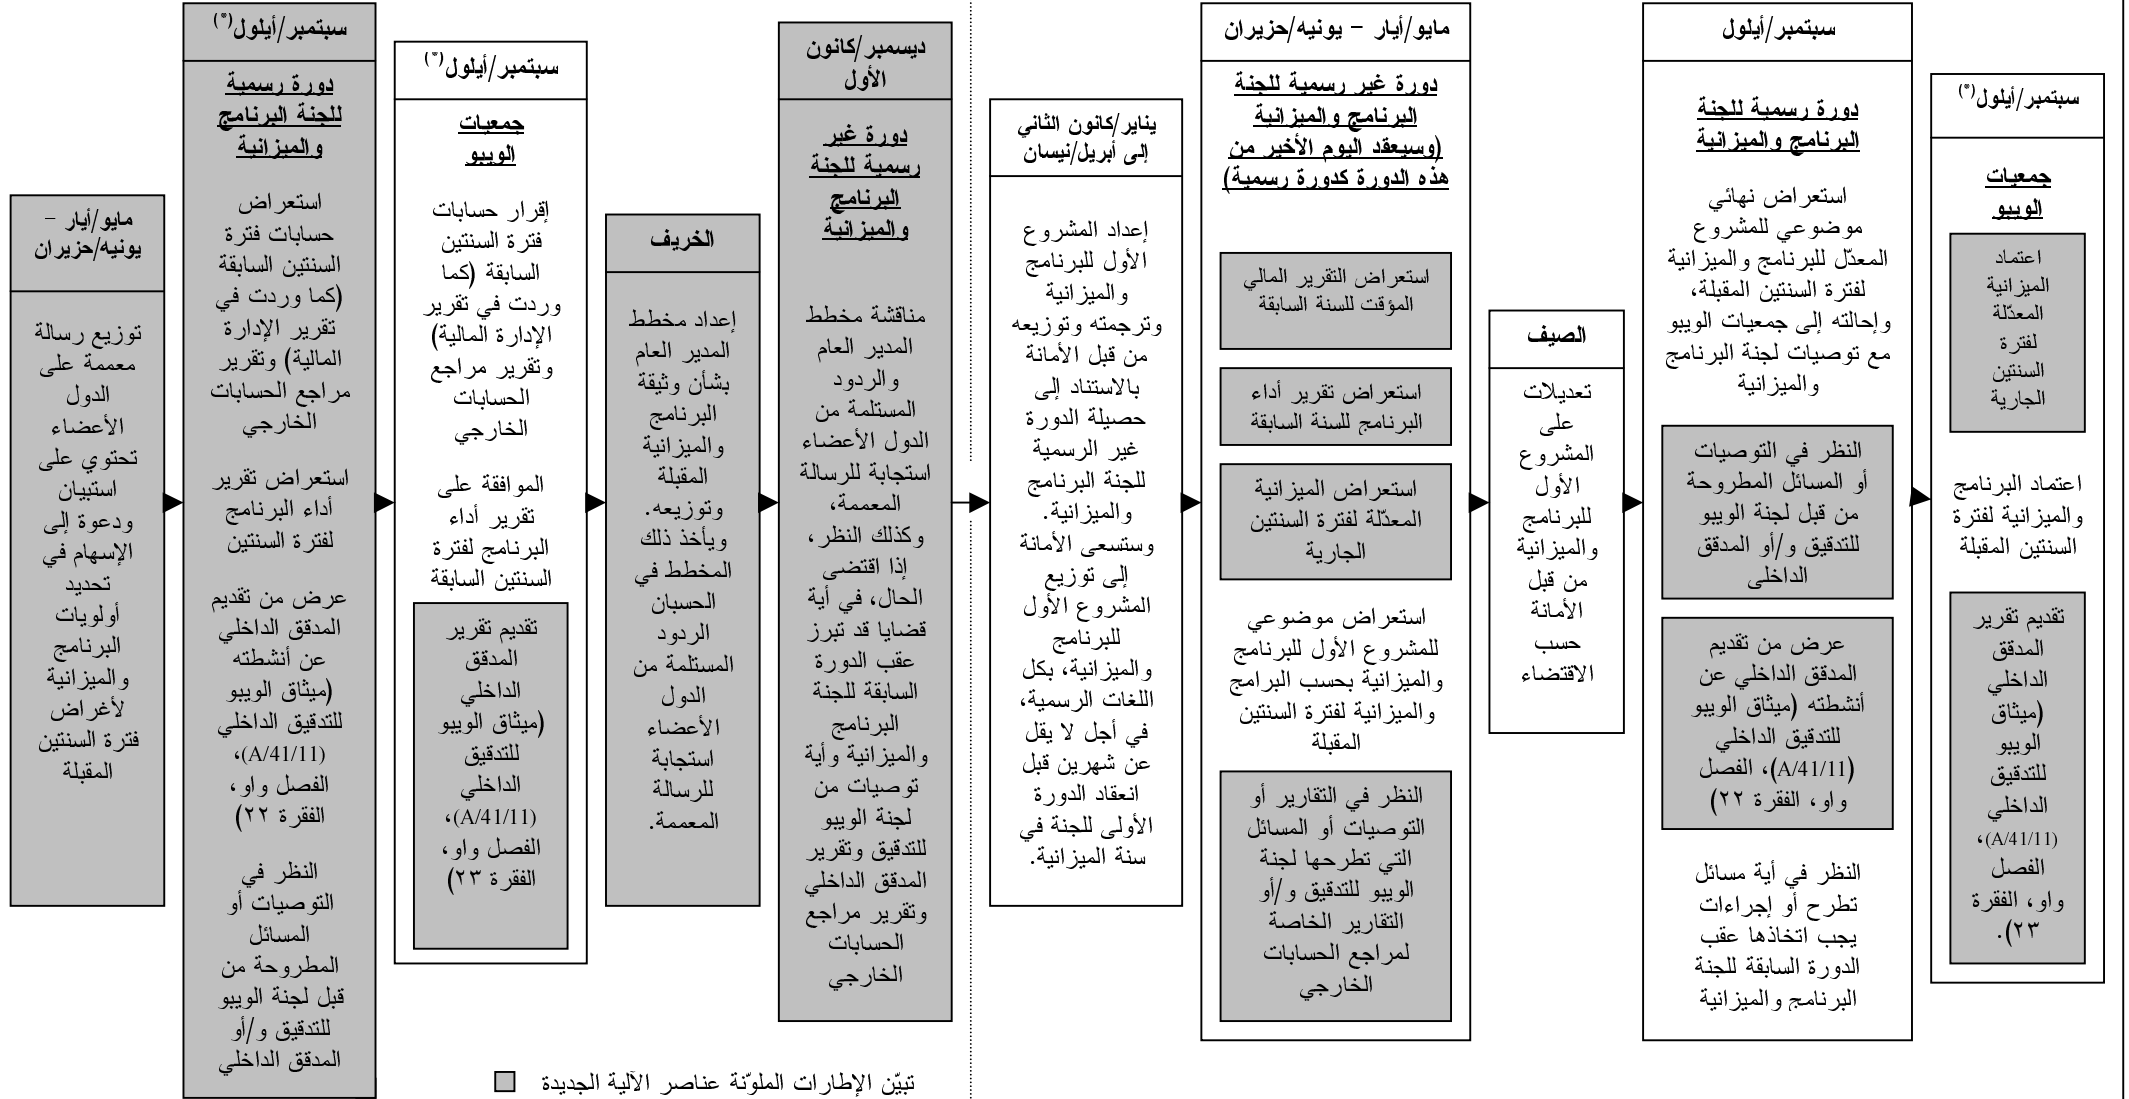 مايو/أيار –
يونيه/حزيران
توزيع رسالة
معممة على
الدول
الأعضاء
تحتوي على
استبيان
ودعوة إلى
الإسهام في
تحديد
أولويات
البرنامج
والميزانية
لأغراض
فترة السنتين
المقبلة
سبتمبر/أيلول(*)
دورة رسمية
للجنة البرنامج
والميزانية
استعراض
حسابات فترة
السنتين السابقة
(كما وردت في
تقرير الإدارة
المالية) وتقرير
مراجع الحسابات
الخارجي
استعراض تقرير
أداء البرنامج
لفترة السنتين
عرض من تقديم
المدقق الداخلي
عن أنشطته
(ميثاق الويبو
للتدقيق الداخلي
(A/41/11)،
الفصل واو،
الفقرة ٢٢)
النظر في
التوصيات أو
المسائل
المطروحة من
قبل لجنة الويبو
للتدقيق و/أو
المدقق الداخلي
سبتمبر/أيلول(*)
جمعيات
الويبو
إقرار حسابات
فترة السنتين
السابقة (كما
وردت في تقرير
الإدارة المالية)
وتقرير مراجع
الحسابات
الخارجي
الموافقة على
تقرير أداء
البرنامج لفترة
السنتين السابقة
تقديم تقرير
المدقق
الداخلي
(ميثاق الويبو
للتدقيق
الداخلي
(A/41/11)،
الفصل واو،
الفقرة ٢٣)
الخريف
إعداد مخطط
المدير العام
بشأن وثيقة
البرنامج
والميزانية
المقبلة
وتوزيعه.
ويأخذ ذلك
المخطط في
الحسبان
الردود
المستلمة من
الدول
الأعضاء
استجابة
للرسالة
المعممة.
ديسمبر/كانون
الأول
دورة غير
رسمية للجنة
البرنامج
والميزانية
مناقشة مخطط
المدير العام
والردود
المستلمة من
الدول الأعضاء
استجابة للرسالة
المعممة،
وكذلك النظر،
إذا اقتضى
الحال، في أية
قضايا قد تبرز
عقب الدورة
السابقة للجنة
البرنامج
والميزانية وأية
توصيات من
لجنة الويبو
للتدقيق وتقرير
المدقق الداخلي
وتقرير مراجع
الحسابات
الخارجي
يناير/كانون الثاني
إلى أبريل/نيسان
إعداد المشروع
الأول للبرنامج
والميزانية
وترجمته وتوزيعه
من قبل الأمانة
بالاستناد إلى
حصيلة الدورة
غير الرسمية
للجنة البرنامج
والميزانية.
وستسعى الأمانة
إلى توزيع
المشروع الأول
للبرنامج
والميزانية، بكل
اللغات الرسمية،
في أجل لا يقل
عن شهرين قبل
انعقاد الدورة
الأولى للجنة في
سنة الميزانية.
مايو/أيار – يونيه/حزيران
دورة غير رسمية للجنة
البرنامج والميزانية
(وسيعقد اليوم الأخير من
هذه الدورة كدورة رسمية)
استعراض التقرير المالي
المؤقت للسنة السابقة
استعراض تقرير أداء
البرنامج للسنة السابقة
استعراض الميزانية
المعدّلة لفترة السنتين
الجارية
استعراض موضوعي
للمشروع الأول للبرنامج
والميزانية بحسب البرامج
والميزانية لفترة السنتين
المقبلة
النظر في التقارير أو
التوصيات أو المسائل
التي تطرحها لجنة
الويبو للتدقيق و/أو
التقارير الخاصة
لمراجع الحسابات
الخارجي
الصيف
تعديلات
على
المشروع
الأول
للبرنامج
والميزانية
من قبل
الأمانة
حسب
الاقتضاء
سبتمبر/أيلول
دورة رسمية للجنة
البرنامج والميزانية
استعراض نهائي
موضوعي للمشروع
المعدّل للبرنامج والميزانية
لفترة السنتين المقبلة،
وإحالته إلى جمعيات الويبو
مع توصيات لجنة البرنامج
والميزانية
النظر في التوصيات
أو المسائل المطروحة
من قبل لجنة الويبو
للتدقيق و/أو المدقق
الداخلي
عرض من تقديم
المدقق الداخلي عن
أنشطته (ميثاق الويبو
للتدقيق الداخلي
(A/41/11)، الفصل
واو، الفقرة ٢٢)
النظر في أية مسائل
تطرح أو إجراءات
يجب اتخاذها عقب
الدورة السابقة للجنة
البرنامج والميزانية
سبتمبر/أيلول(*)
جمعيات
الويبو
اعتماد
الميزانية
المعدّلة
لفترة
السنتين
الجارية
اعتماد البرنامج
والميزانية لفترة
السنتين المقبلة
تقديم تقرير
المدقق
الداخلي
(ميثاق
الويبو
للتدقيق
الداخلي
(A/41/11)،
الفصل
واو، الفقرة
٢٣).
تبيّن الإطارات الملوّنة عناصر الآلية الجديدة